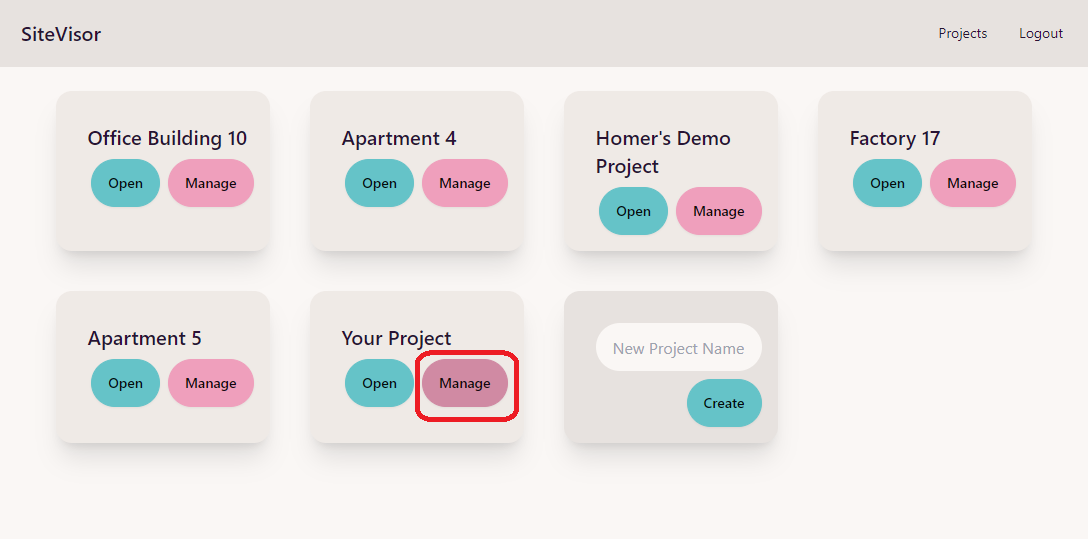 SiteVisor
Projects
Logout
Office Building 10
Open
Manage
Apartment 4
Open
Manage
Homer's Demo
Project
Open
Manage
Factory 17
Open
Manage
Apartment 5
Open
Manage
Your Project
Open
Manage
New Project Name
Create